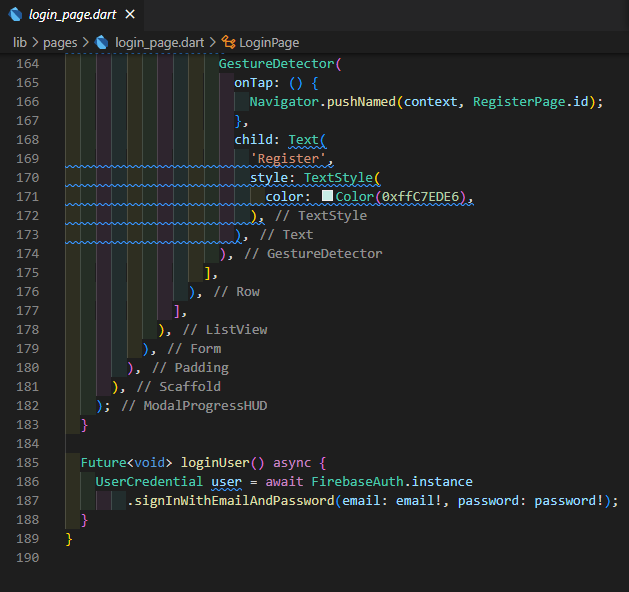 login_page.dart
lib > pages > login_page.dart > LoginPage
164 GestureDetector(
165 onTap: () {
166 Navigator.pushNamed(context, RegisterPage.id);
167 },
168 child: Text(
169 'Register',
170 style: TextStyle(
171 color: Color(0xffC7EDE6),
172 ), // TextStyle
173 ), // Text
174 ), // GestureDetector
175 ],
176 ), // Row
177 ],
178 ), // ListView
179 ), // Form
180 ), // Padding
181 ), // Scaffold
182 ); // ModalProgressHUD
183 }
184
185 Future<void> loginUser() async {
186 UserCredential user = await FirebaseAuth.instance
187 .signInWithEmailAndPassword(email: email!, password: password!);
188 }
189 }
190